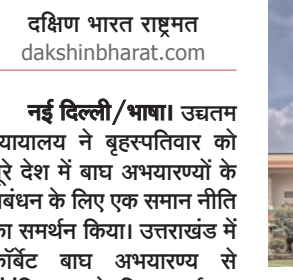 दक्षिण भारत राष्ट्रमत
dakshinbharat.com
नई दिल्ली/भाषा। उच्चतम
न्यायालय ने बृहस्पतिवार को
पूरे देश में बाघ अभयारण्यों के
प्रबंधन के लिए एक समान नीति
का समर्थन किया। उत्तराखंड में
कॉर्बेट बाघ अभयारण्य से